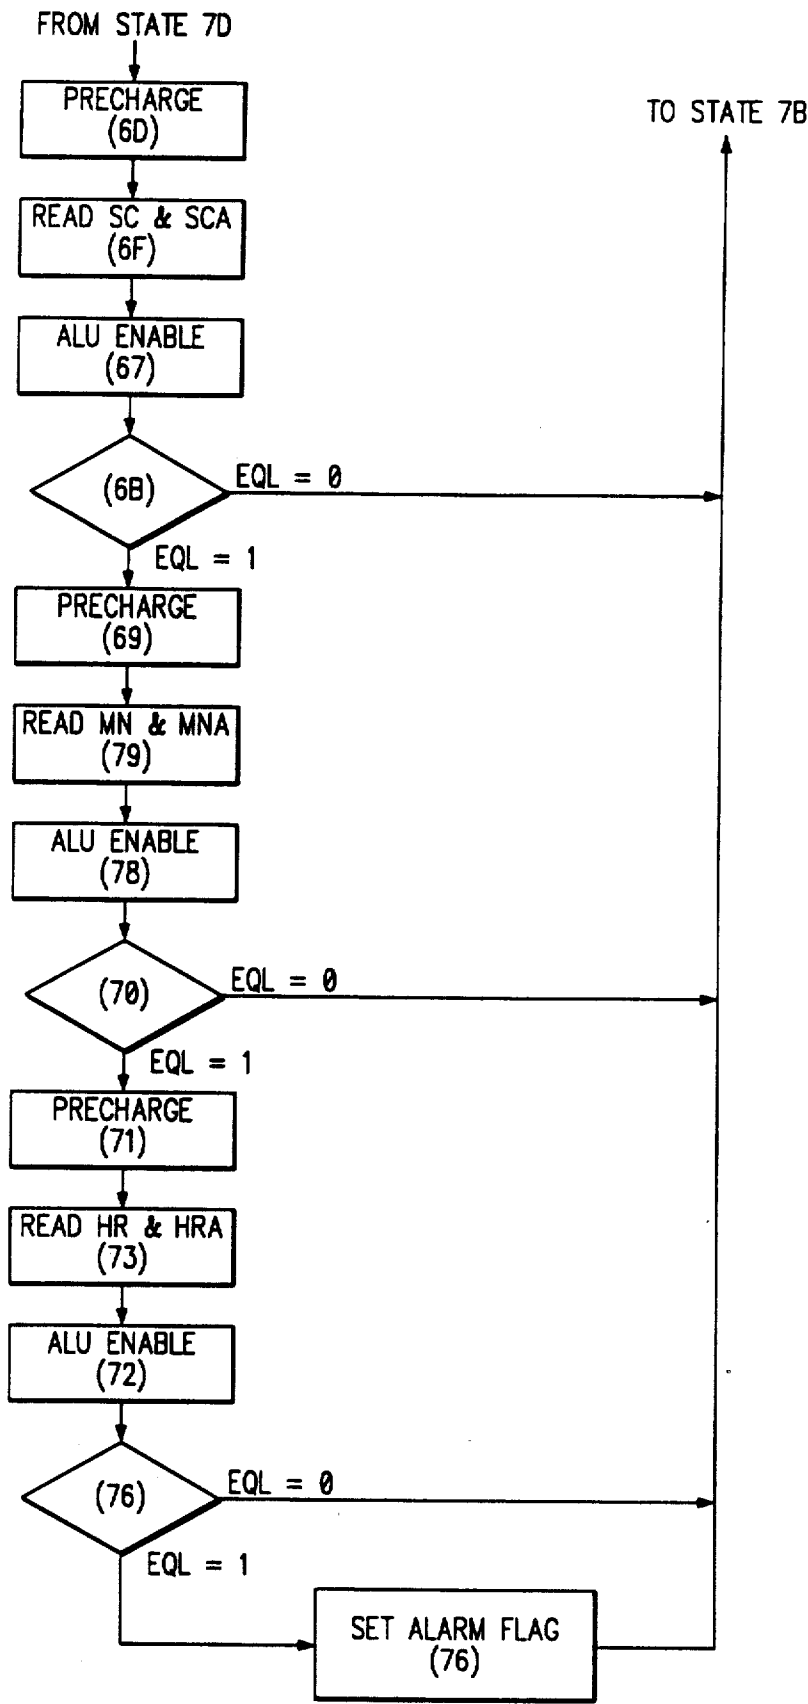 FROM STATE 7D
TO STATE 7B
PRECHARGE
(6D)
READ SC & SCA
(6F)
ALU ENABLE
(67)
(6B)
EQL = 0
EQL = 1
PRECHARGE
(69)
READ MN & MNA
(79)
ALU ENABLE
(78)
(70)
EQL = 0
EQL = 1
PRECHARGE
(71)
READ HR & HRA
(73)
ALU ENABLE
(72)
(76)
EQL = 0
EQL = 1
SET ALARM FLAG
(76)